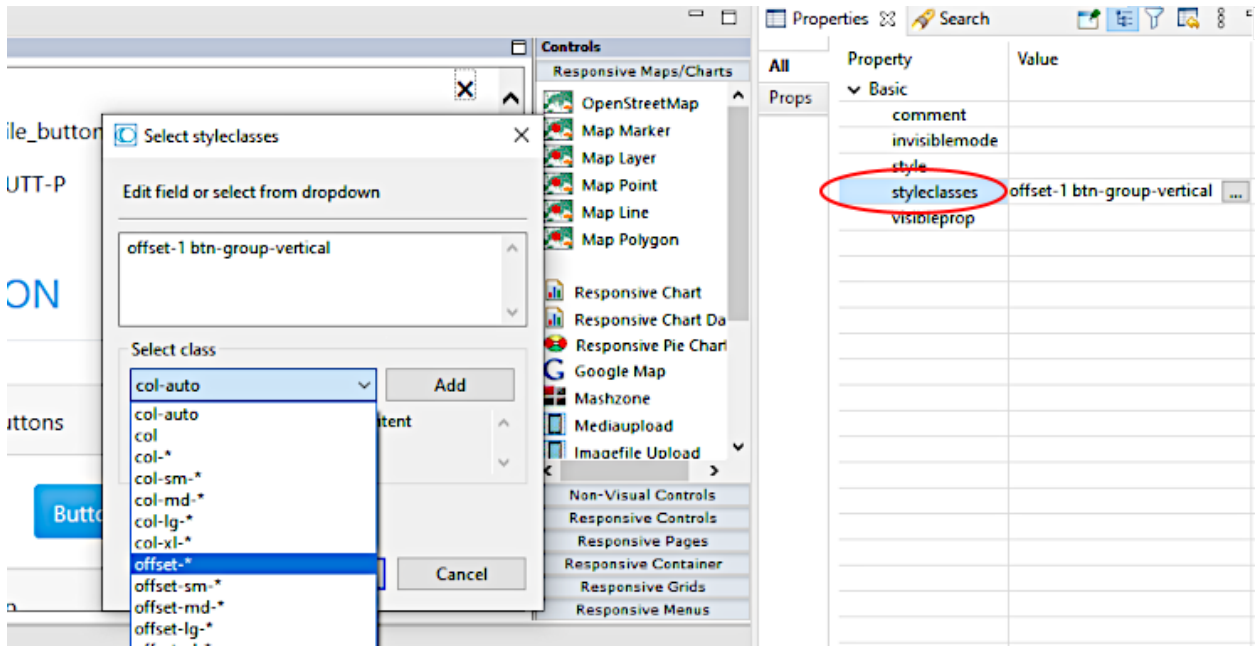 Properties
Search
Controls
Responsive Maps/Charts
OpenStreetMap
Map Marker
Map Layer
Map Point
Map Line
Map Polygon
Responsive Chart
Responsive Chart Da
Responsive Pie Chart
Google Map
Mashzone
Mediaupload
Imagefile Upload
Non-Visual Controls
Responsive Controls
Responsive Pages
Responsive Container
Responsive Grids
Responsive Menus
ile_button
UTT-P
ON
uttons
Butto
Select styleclasses
Edit field or select from dropdown
offset-1 btn-group-vertical
Select class
col-auto
Add
col-auto
col
col-*
col-sm-*
col-md-*
col-lg-*
col-xl-*
offset-*
offset-sm-*
offset-md-*
offset-lg-*
itent
Cancel
All
Props
Property Value
Basic
comment
invisiblemode
style
styleclasses offset-1 btn-group-vertical ...
visibleprop